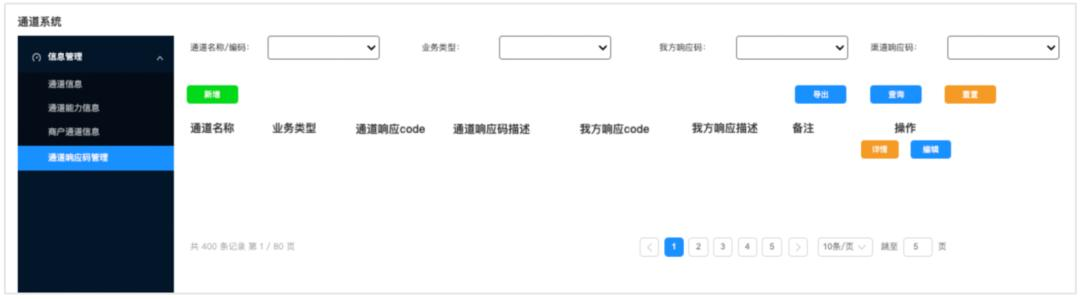 通道系统
信息管理
通道信息
通道能力信息
商户通道信息
通道响应码管理
通道名称/编码: 业务类型: 我方响应码: 渠道响应码:
新增 导出 查询 重置
通道名称 业务类型 通道响应code 通道响应码描述 我方响应code 我方响应描述 备注 操作
详情 编辑
共 400 条记录 第 1 / 80 页 1 2 3 4 5 10条/页 跳至 5 页